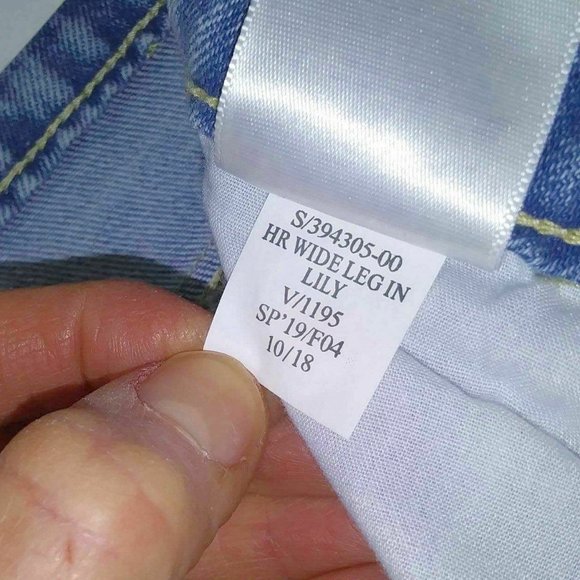 S/394305-00
HR WIDE LEG IN
LILY
V/1195
SP'19/F04
10/18